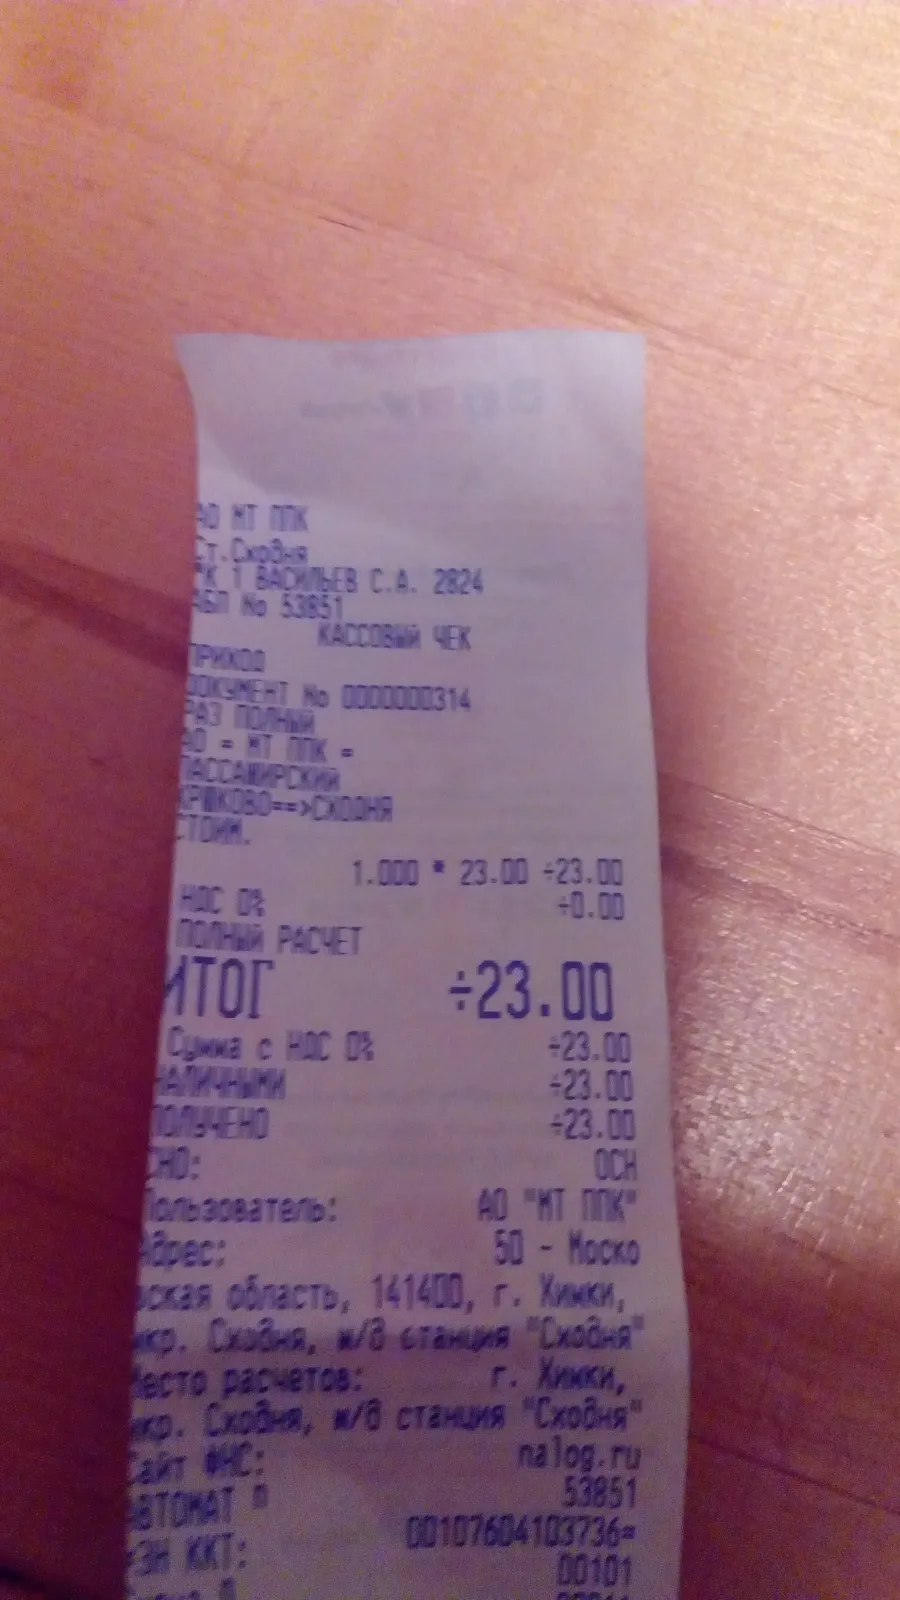 АО МТ ППК
Ст.Сходня
РК 1 ВАСИЛЬЕВ С.А. 2824
АБП No 53851
КАССОВЫЙ ЧЕК
ПРИХОД
ДОКУМЕНТ No 0000000314
РАЗ ПОЛНЫЙ
АО = МТ ППК =
ПАССАЖИРСКИЙ
КРЮКОВО==>СХОДНЯ
СТОИМ.
1.000 * 23.00 ÷23.00
НДС 0% ÷0.00
ПОЛНЫЙ РАСЧЕТ
ИТОГ ÷23.00
Сумма с НДС 0% ÷23.00
НАЛИЧНЫМИ ÷23.00
ПОЛУЧЕНО ÷23.00
СНО: ОСН
Пользователь: АО "МТ ППК"
Адрес: 50 - Моско
вская область, 141400, г. Химки,
мкр. Сходня, ж/д станция "Сходня"
Место расчетов: г. Химки,
мкр. Сходня, ж/д станция "Сходня"
Сайт ФНС: nalog.ru
АВТОМАТ 53851
ЗН ККТ: 00107604103736=
00101